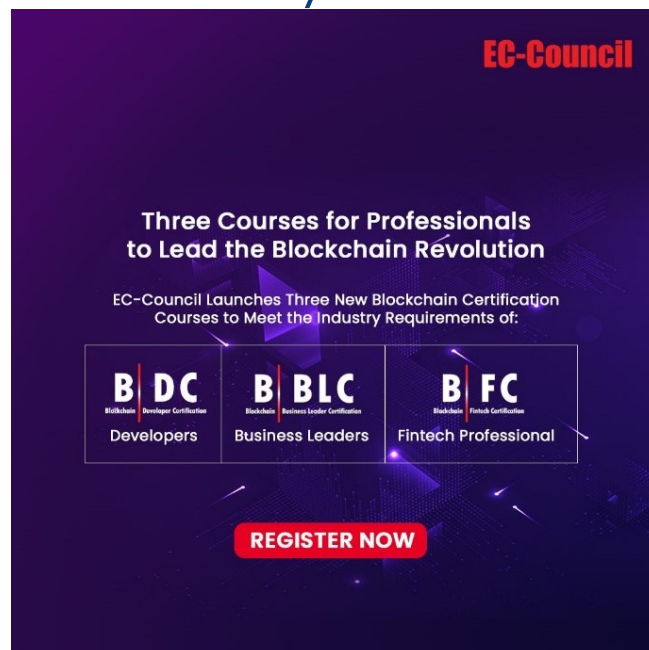 EC-Council
Three Courses for Professionals
to Lead the Blockchain Revolution
EC-Council Launches Three New Blockchain Certification
Courses to Meet the Industry Requirements of:
B|DC
Blockchain Developer Certification
Developers
B|BLC
Blockchain Business Leader Certification
Business Leaders
B|FC
Blockchain Fintech Certification
Fintech Professional
REGISTER NOW